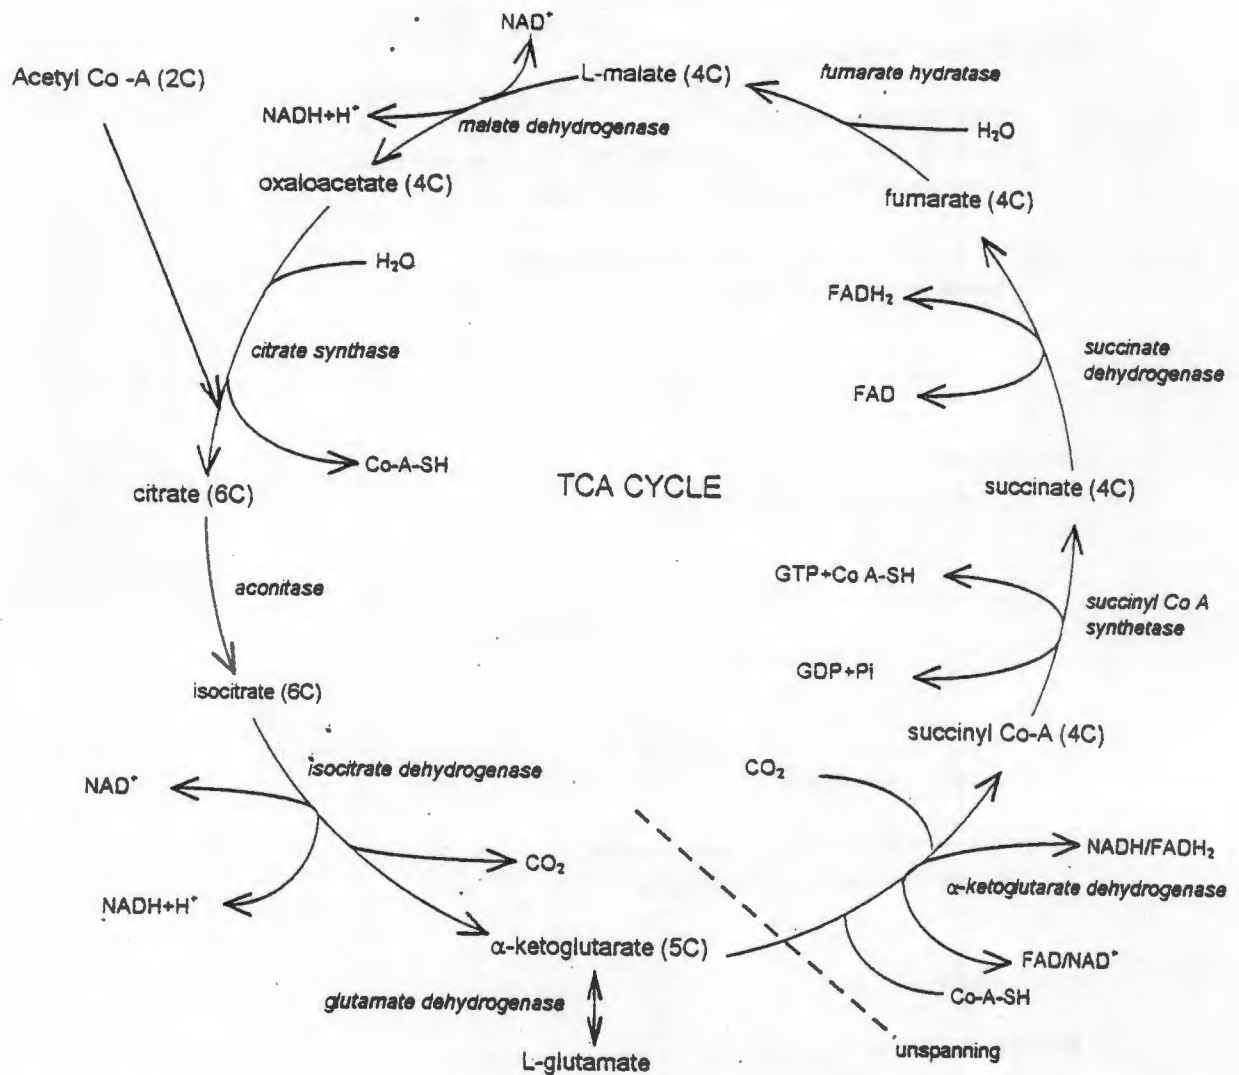 NAD⁺
Acetyl Co -A (2C)
L-malate (4C)
fumarate hydratase
NADH+H⁺
malate dehydrogenase
H₂O
oxaloacetate (4C)
fumarate (4C)
H₂O
FADH₂
citrate synthase
succinate
dehydrogenase
FAD
Co-A-SH
citrate (6C)
TCA CYCLE
succinate (4C)
aconitase
GTP+Co A-SH
succinyl Co A
synthetase
GDP+Pi
isocitrate (6C)
succinyl Co-A (4C)
isocitrate dehydrogenase
CO₂
NAD⁺
CO₂
NADH/FADH₂
α-ketoglutarate dehydrogenase
NADH+H⁺
α-ketoglutarate (5C)
FAD/NAD⁺
glutamate dehydrogenase
Co-A-SH
L-glutamate
unspanning